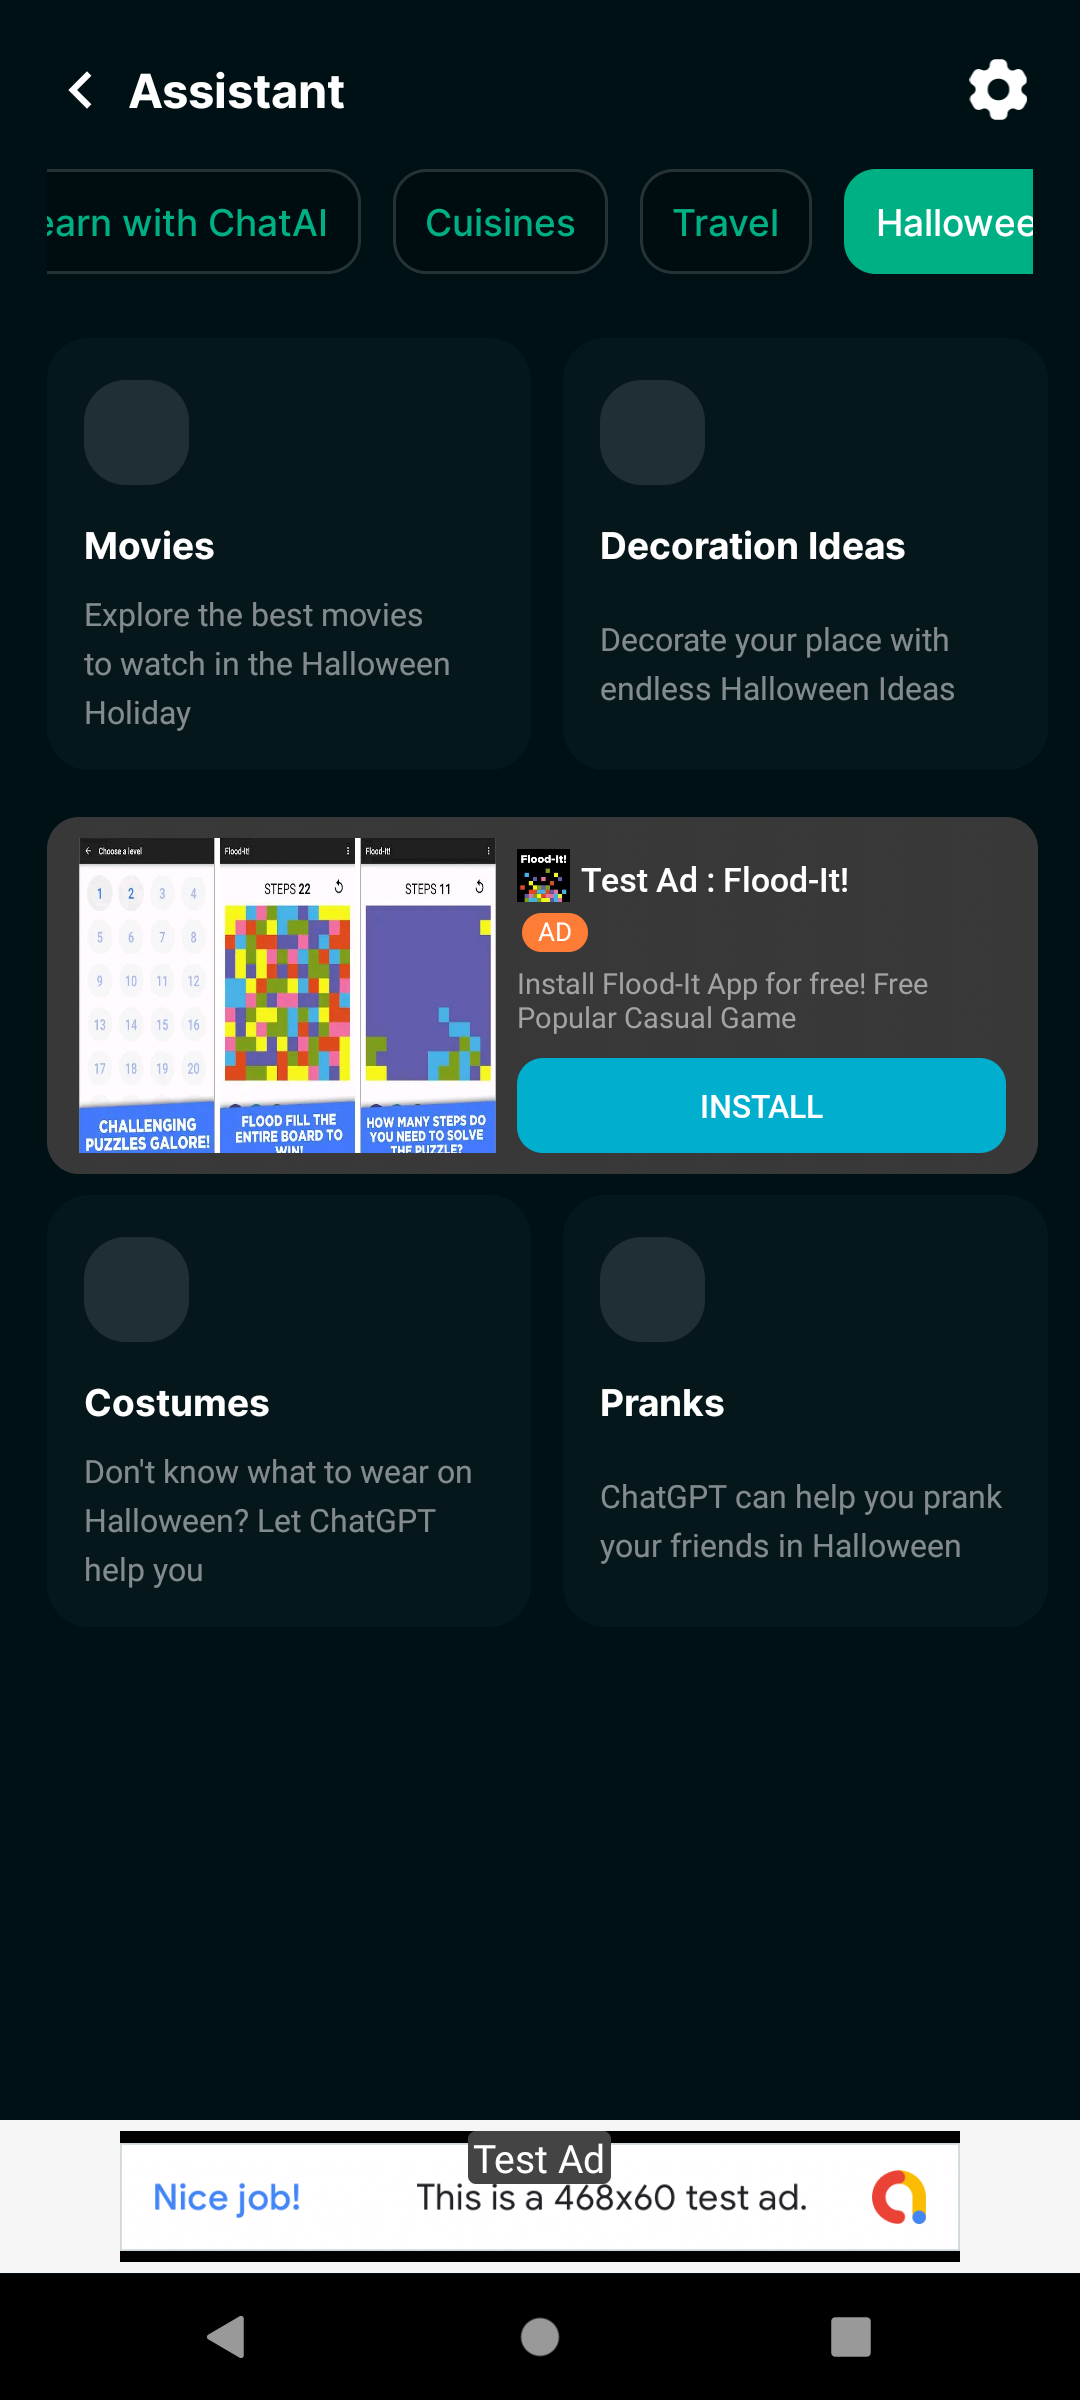 Assistant
earn with ChatAI
Cuisines
Travel
Hallowee
Movies
Explore the best movies
to watch in the Halloween
Holiday
Decoration Ideas
Decorate your place with
endless Halloween Ideas
Choose a level
1 2 3 4
5 6 7 8
9 10 11 12
13 14 15 16
17 18 19 20
CHALLENGING
PUZZLES GALORE!
Flood-It!
STEPS 22
FLOOD FILL THE
ENTIRE BOARD TO
WIN!
Flood-It!
STEPS 11
HOW MANY STEPS DO
YOU NEED TO SOLVE
THE PUZZLE?
Flood-It!
Test Ad : Flood-It!
AD
Install Flood-It App for free! Free
Popular Casual Game
INSTALL
Costumes
Don't know what to wear on
Halloween? Let ChatGPT
help you
Pranks
ChatGPT can help you prank
your friends in Halloween
Test Ad
Nice job!
This is a 468x60 test ad.